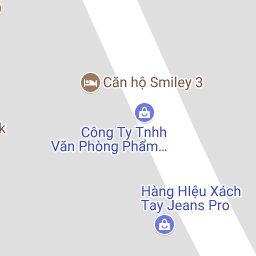 Căn hộ Smiley 3
k
Công Ty Tnhh
Văn Phòng Phẩm...
Hàng HIệu Xách
Tay Jeans Pro